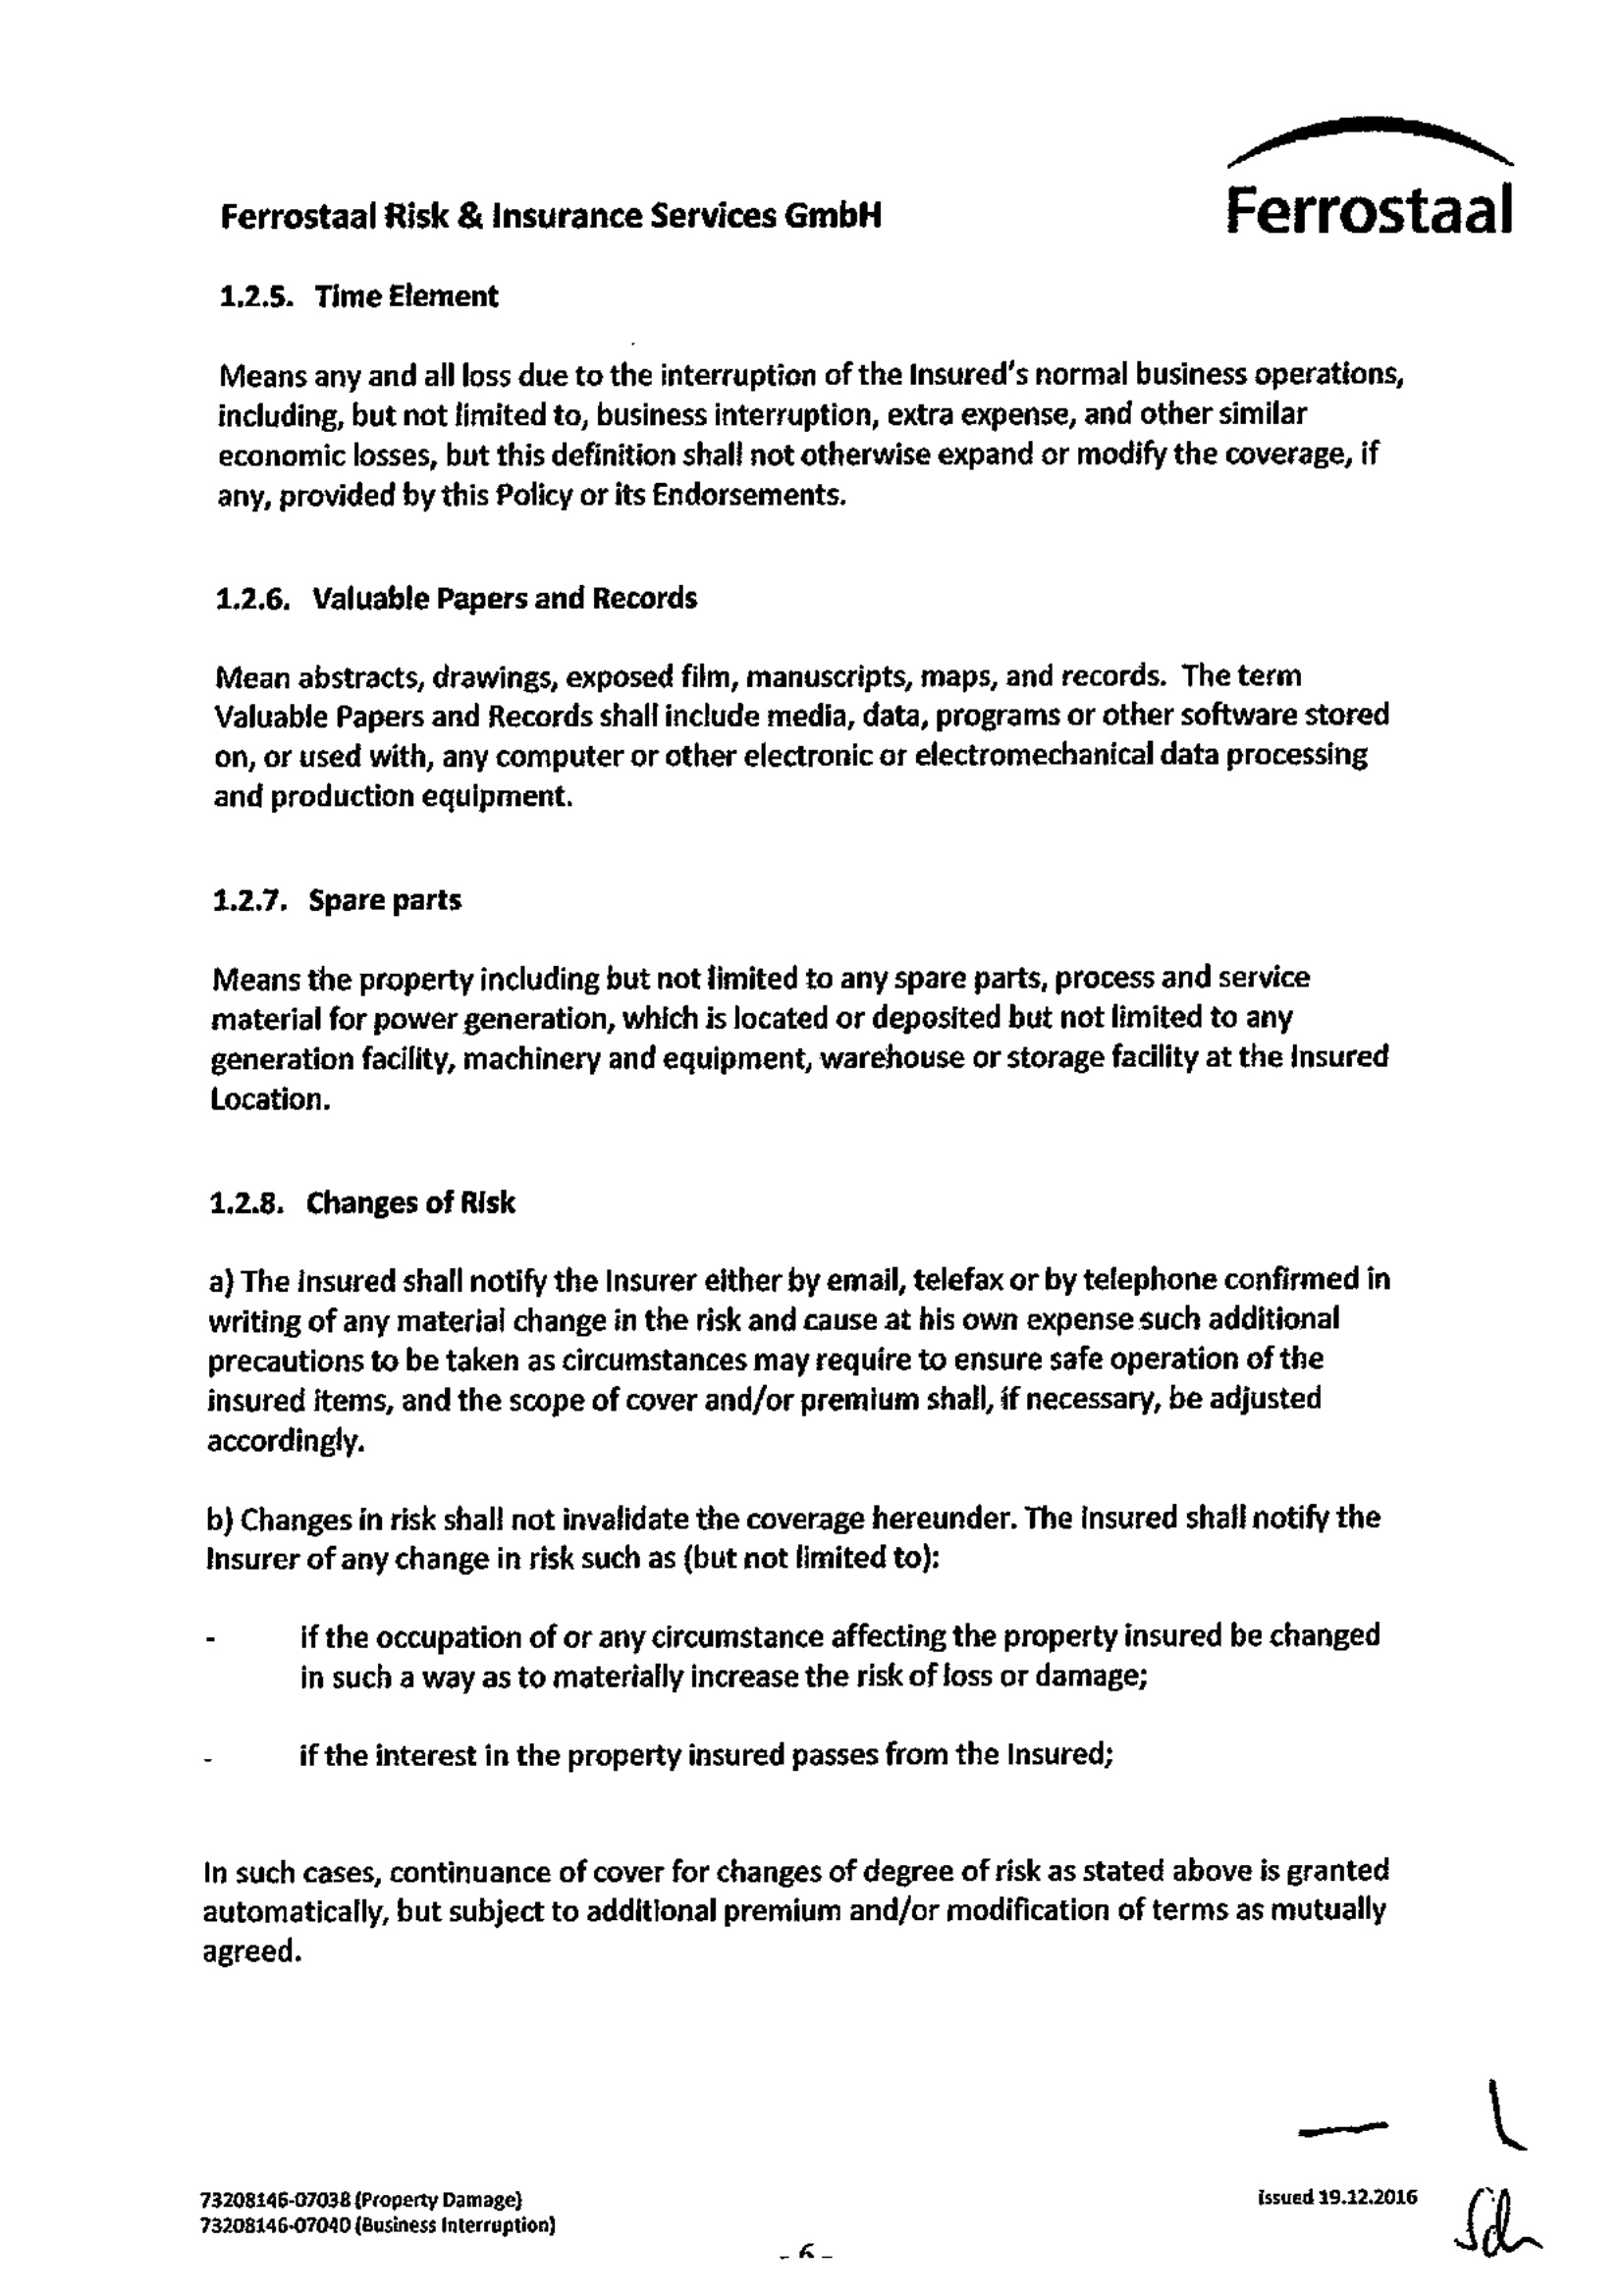 Ferrostaal
Ferrostaal Risk & Insurance Services GmbH
1.2.5. Time Element
Means any and all loss due to the interruption of the Insured's normal business operations,
including, but not limited to, business interruption, extra expense, and other similar
economic losses, but this definition shall not otherwise expand or modify the coverage, if
any, provided by this Policy or its Endorsements.
1.2.6. Valuable Papers and Records
Mean abstracts, drawings, exposed film, manuscripts, maps, and records. The term
Valuable Papers and Records shall include media, data, programs or other software stored
on, or used with, any computer or other electronic or electromechanical data processing
and production equipment.
1.2.7. Spare parts
Means the property including but not limited to any spare parts, process and service
material for power generation, which is located or deposited but not limited to any
generation facility, machinery and equipment, warehouse or storage facility at the Insured
Location.
1.2.8. Changes of Risk
a) The Insured shall notify the Insurer either by email, telefax or by telephone confirmed in
writing of any material change in the risk and cause at his own expense such additional
precautions to be taken as circumstances may require to ensure safe operation of the
insured items, and the scope of cover and/or premium shall, if necessary, be adjusted
accordingly.
b) Changes in risk shall not invalidate the coverage hereunder. The Insured shall notify the
Insurer of any change in risk such as (but not limited to):
- if the occupation of or any circumstance affecting the property insured be changed
in such a way as to materially increase the risk of loss or damage;
- if the interest in the property insured passes from the Insured;
In such cases, continuance of cover for changes of degree of risk as stated above is granted
automatically, but subject to additional premium and/or modification of terms as mutually
agreed.
73208146-07038 (Property Damage)
73208146-07040 (Business Interruption)
issued 19.12.2016
- 6 -